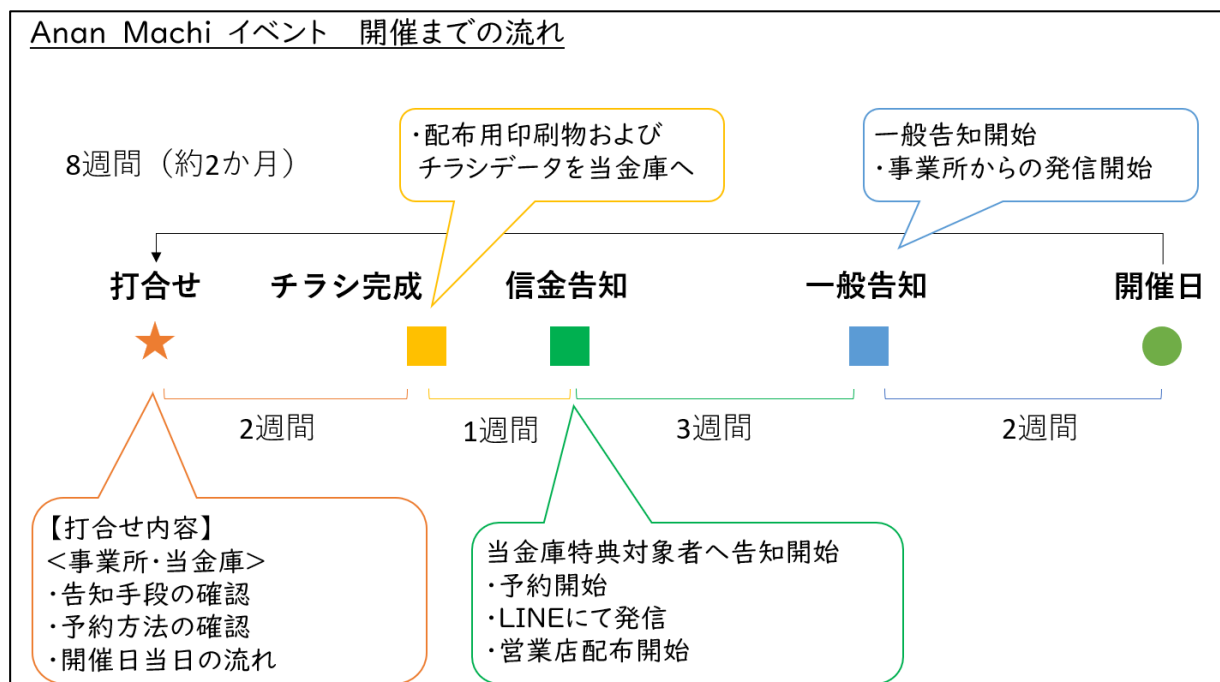 Anan Machi イベント　開催までの流れ
8週間（約2か月）
・配布用印刷物および
チラシデータを当金庫へ
一般告知開始
・事業所からの発信開始
打合せ
チラシ完成
信金告知
一般告知
開催日
2週間
1週間
3週間
2週間
【打合せ内容】
<事業所・当金庫>
・告知手段の確認
・予約方法の確認
・開催日当日の流れ
当金庫特典対象者へ告知開始
・予約開始
・LINEにて発信
・営業店配布開始